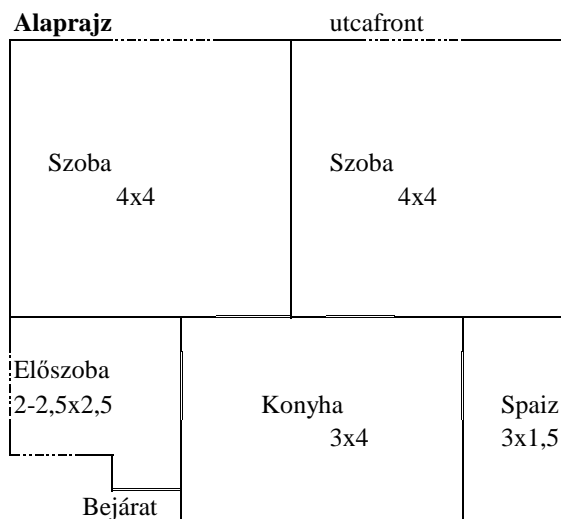 Alaprajz utcafront
Szoba
4x4
Szoba
4x4
Előszoba
2-2,5x2,5
Konyha
3x4
Spaiz
3x1,5
Bejárat